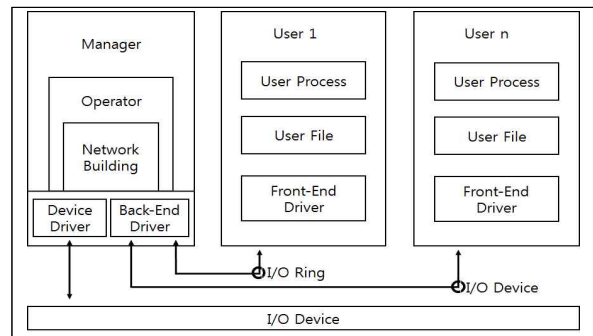 Manager
Operator
Network
Building
Device
Driver
Back-End
Driver
User 1
User Process
User File
Front-End
Driver
User n
User Process
User File
Front-End
Driver
I/O Ring
I/O Device
I/O Device